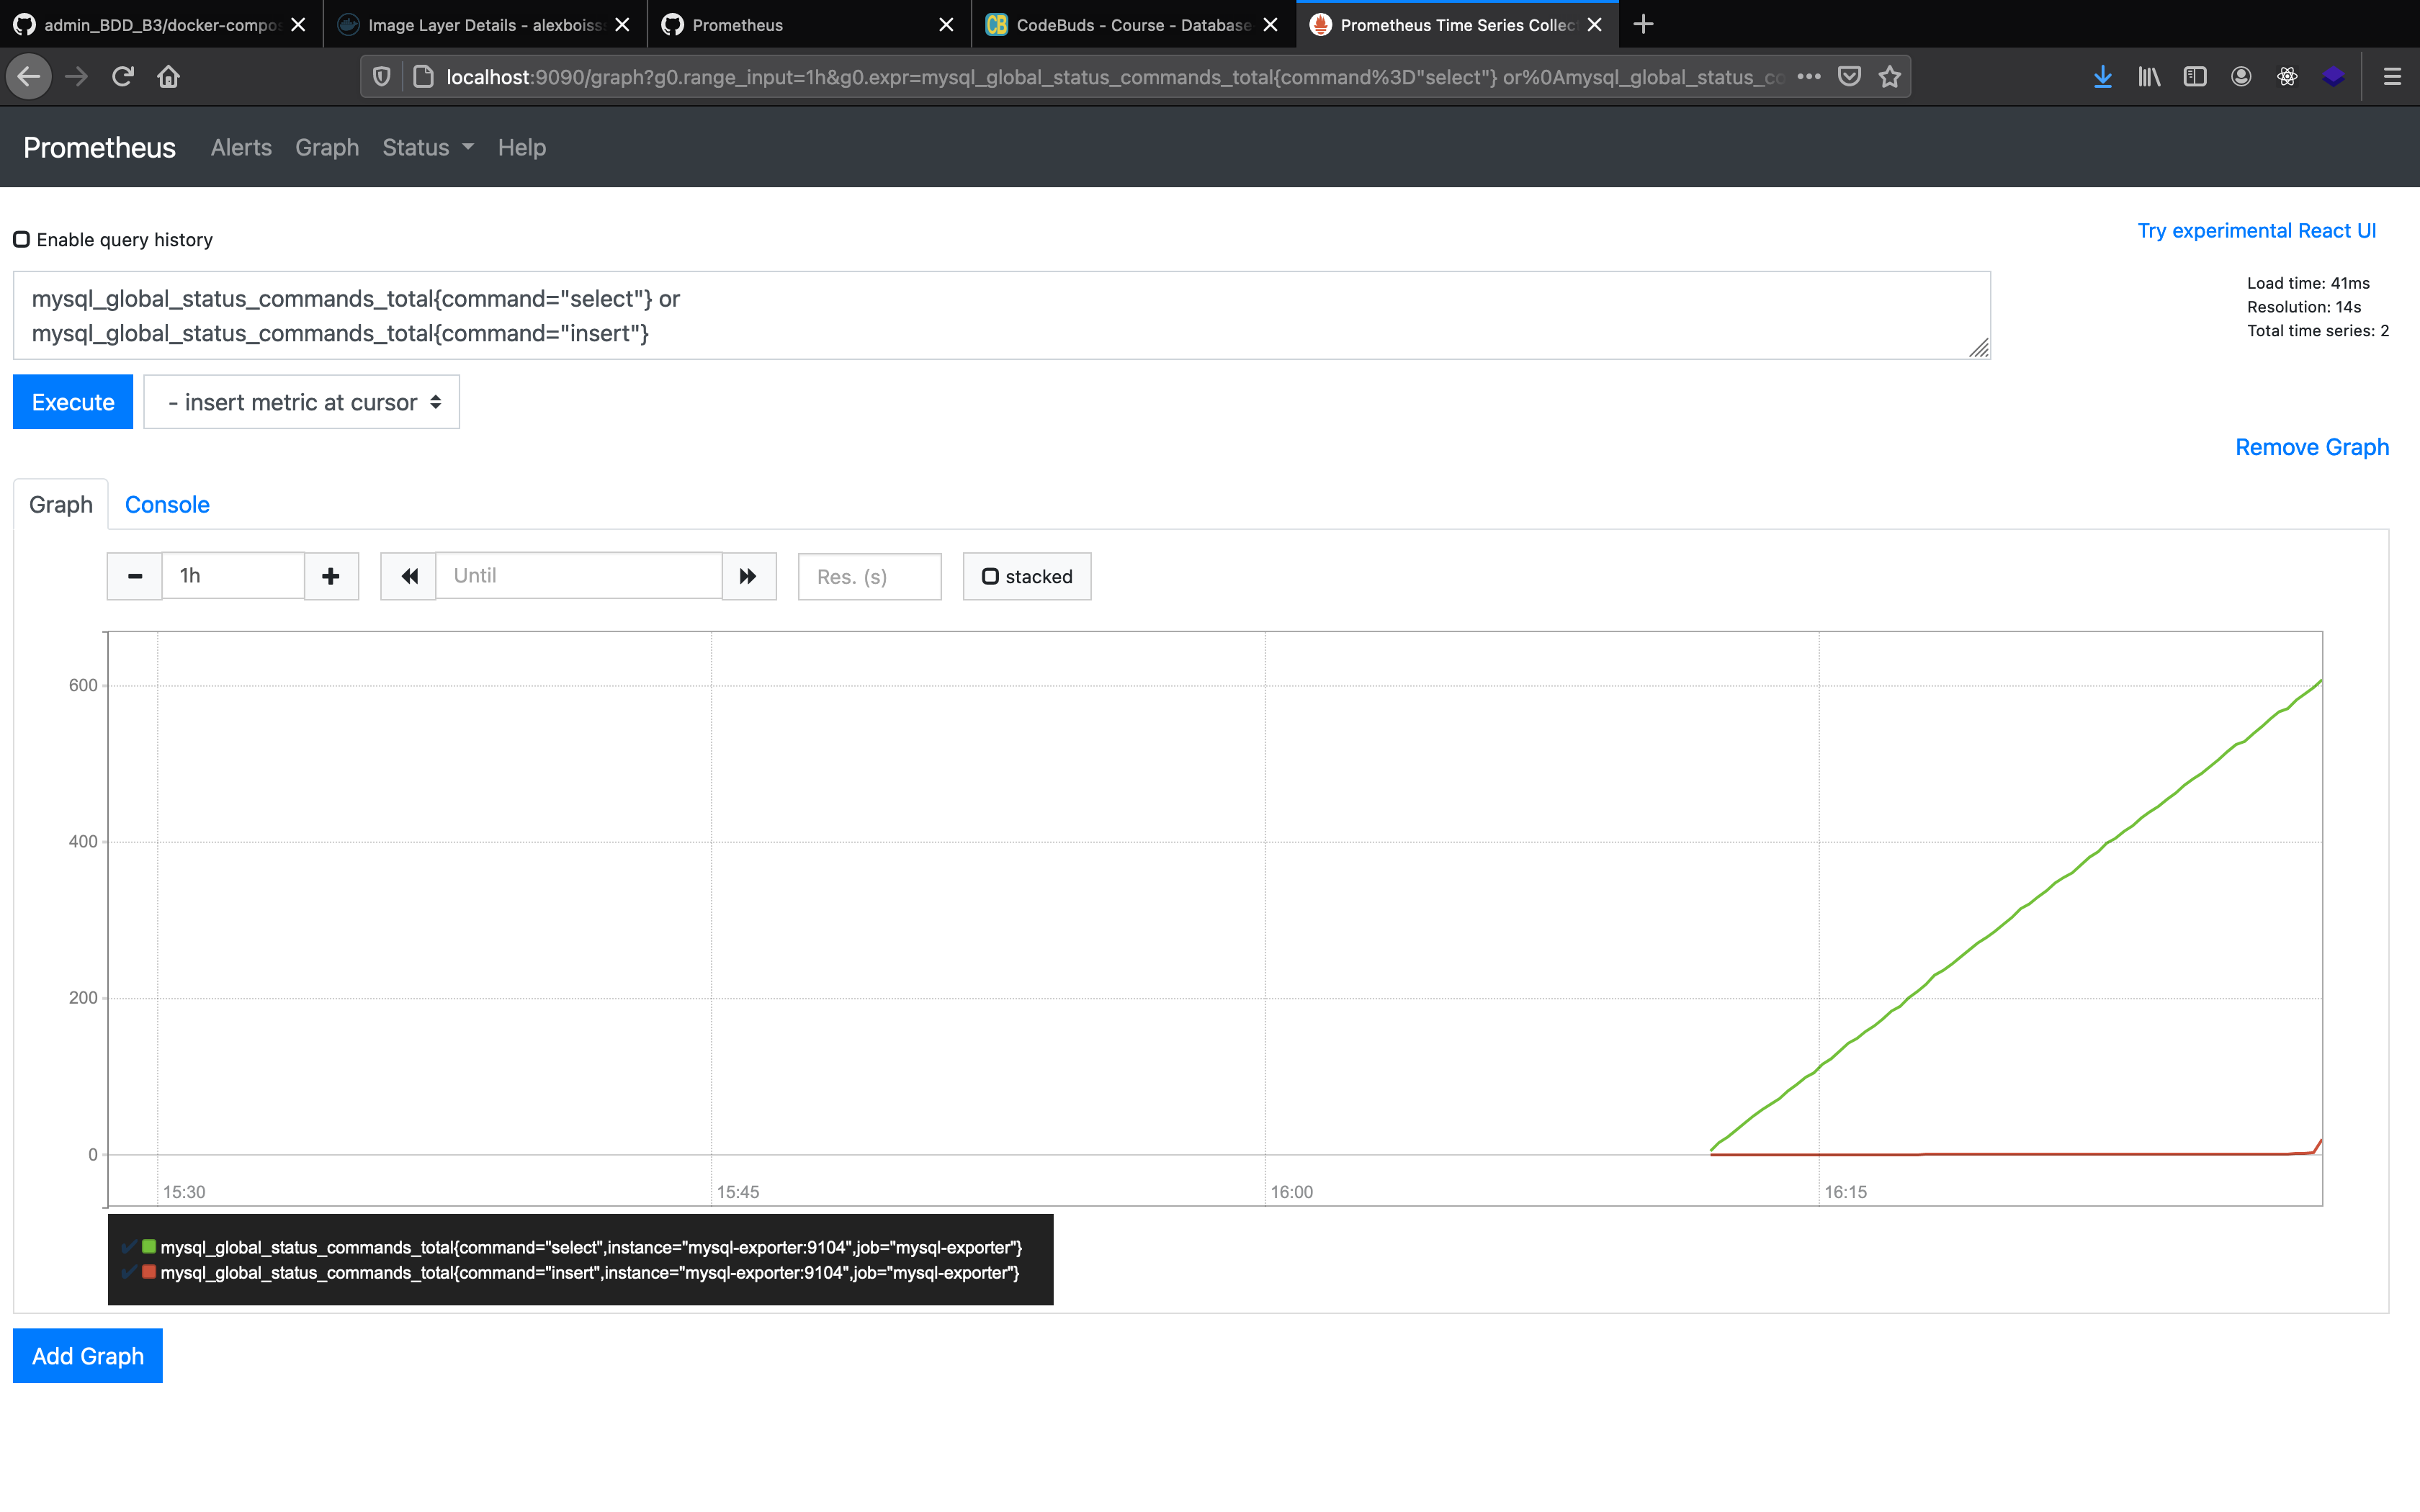 admin_BDD_B3/docker-compos
Image Layer Details - alexboiss
Prometheus
CB CodeBuds - Course - Database
Prometheus Time Series Collec
localhost:9090/graph?g0.range_input=1h&g0.expr=mysql_global_status_commands_total{command%3D"select"} or%0Amysql_global_status_co
Prometheus Alerts Graph Status Help
Enable query history
Try experimental React UI
mysql_global_status_commands_total{command="select"} or
mysql_global_status_commands_total{command="insert"}
Load time: 41ms
Resolution: 14s
Total time series: 2
Execute
- insert metric at cursor
Remove Graph
Graph
Console
1h
Until
Res. (s)
stacked
600
400
200
0
15:30
15:45
16:00
16:15
mysql_global_status_commands_total{command="select",instance="mysql-exporter:9104",job="mysql-exporter"}
mysql_global_status_commands_total{command="insert",instance="mysql-exporter:9104",job="mysql-exporter"}
Add Graph